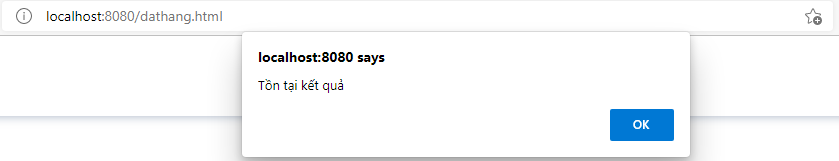 localhost:8080/dathang.html
localhost:8080 says
Tồn tại kết quả
OK